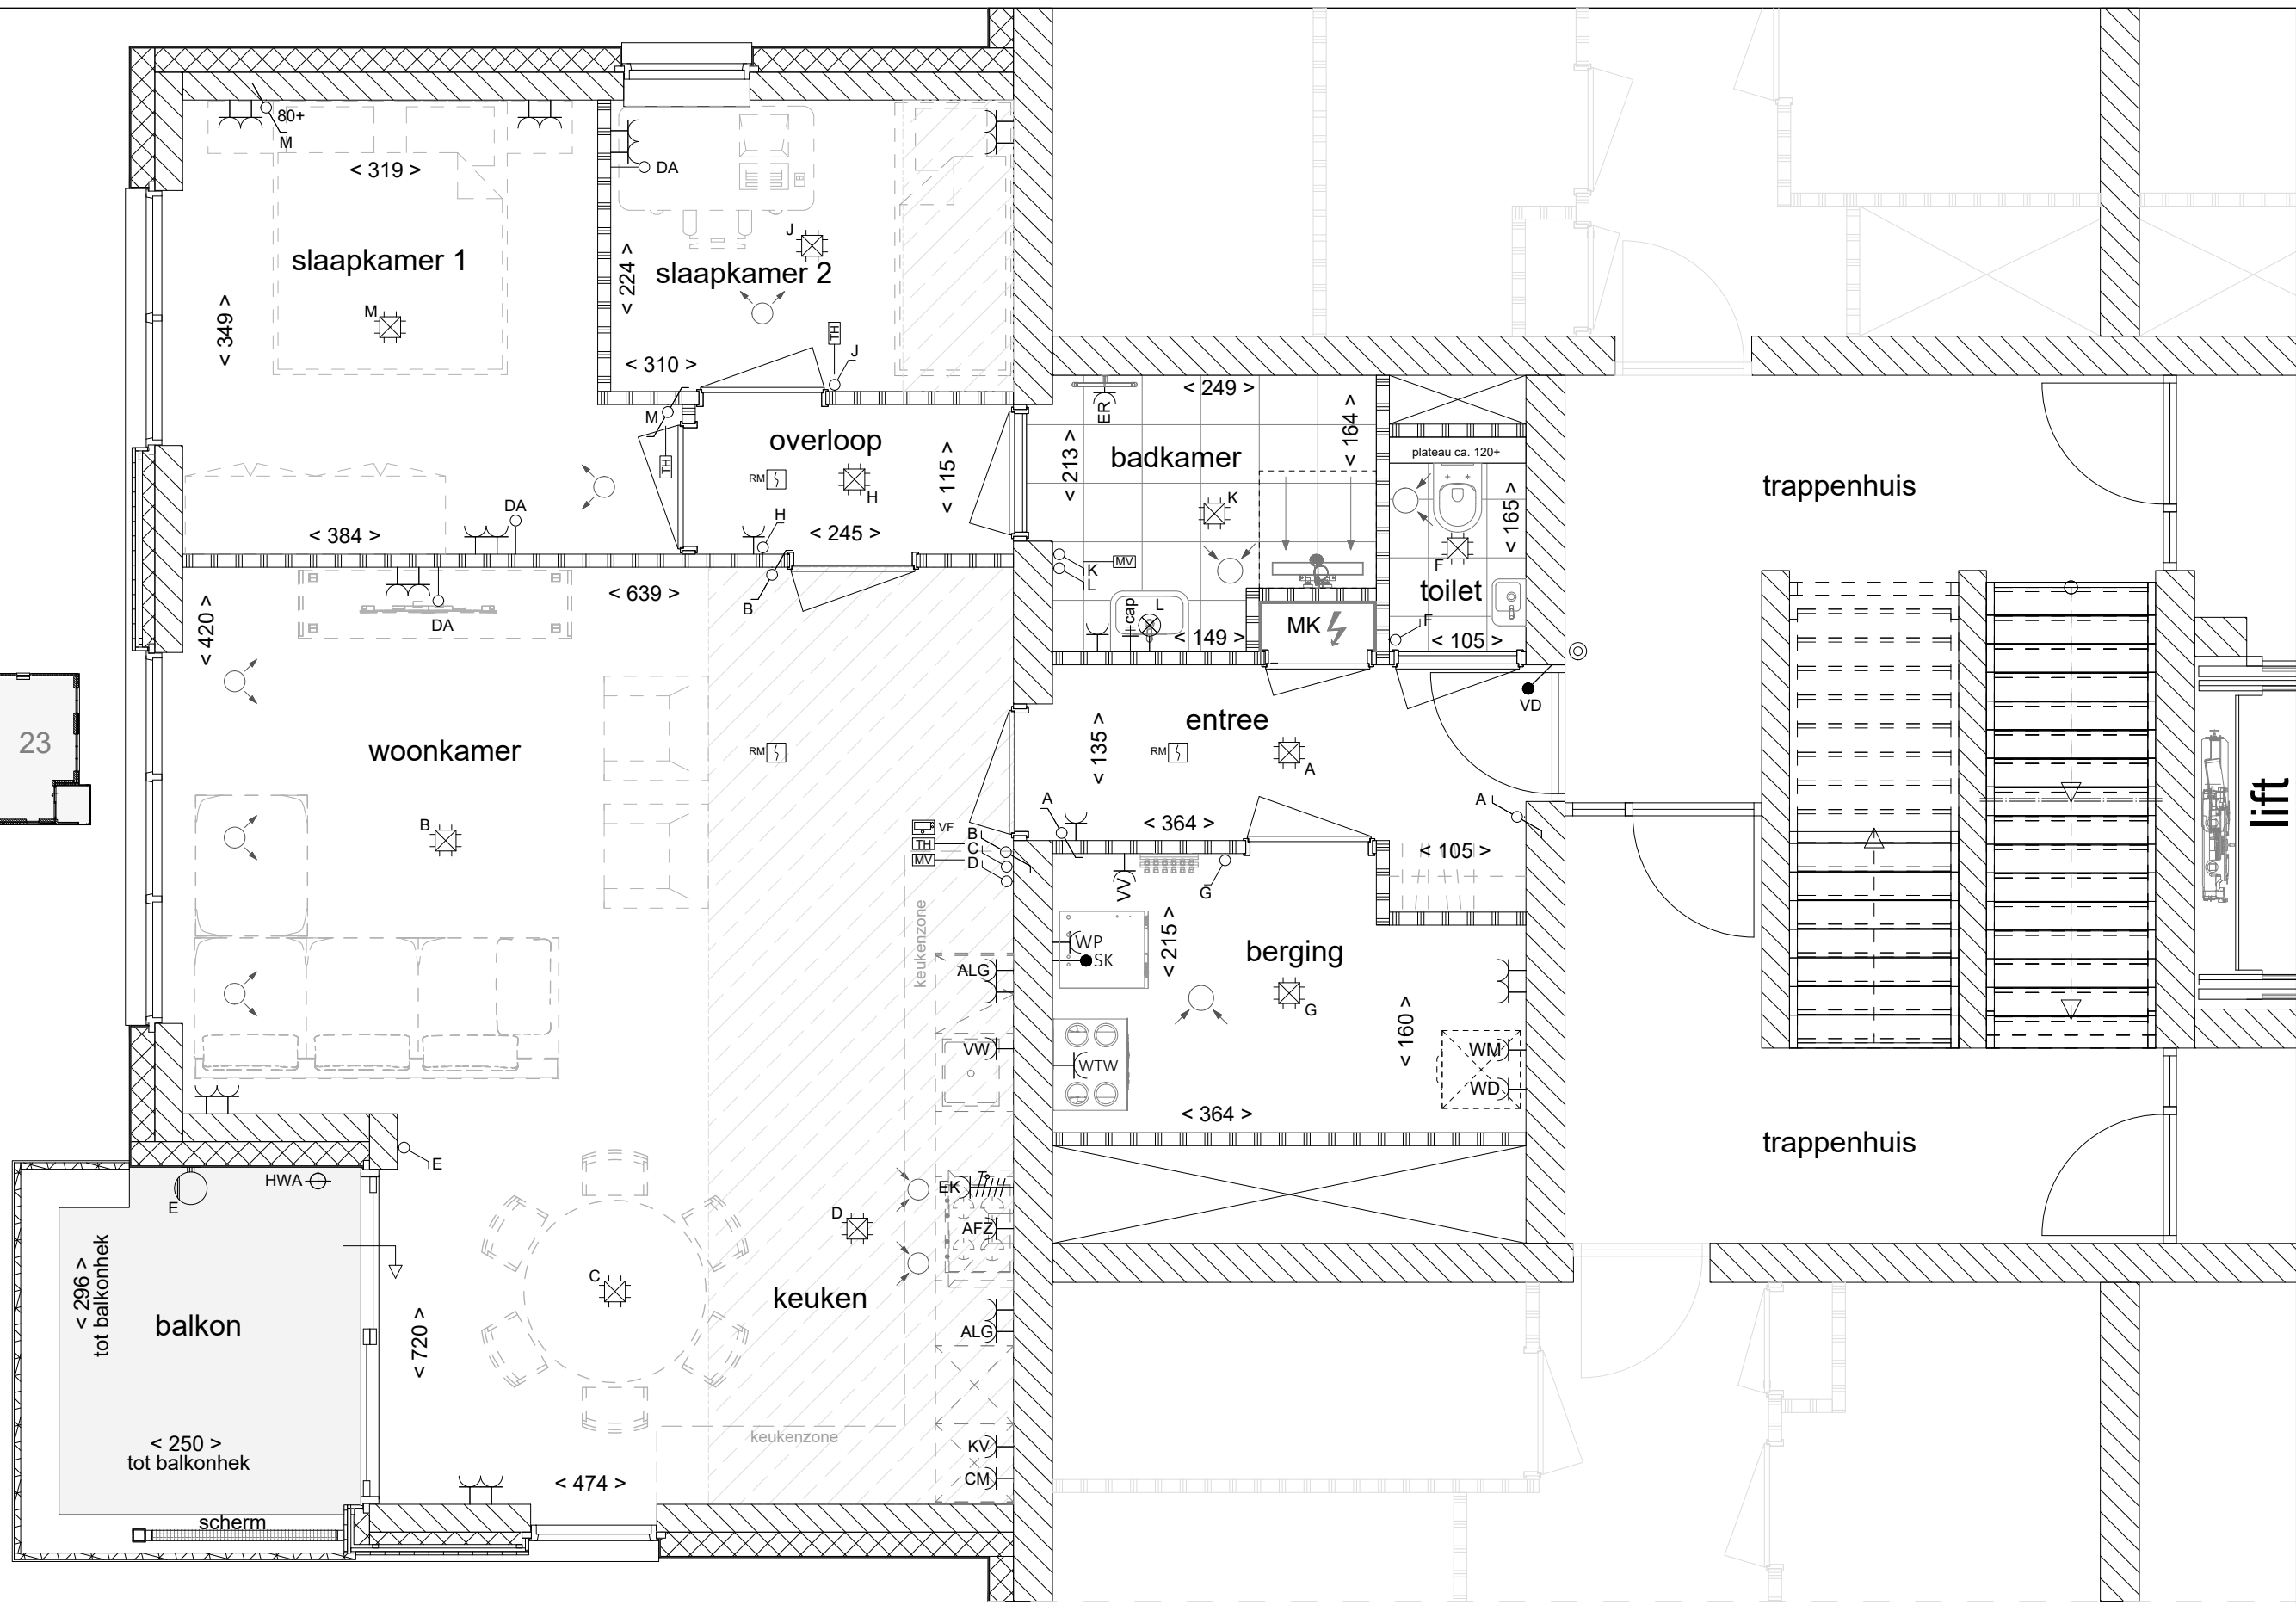 80+
M
< 319 >
slaapkamer 1
M
< 349 >
DA
< 384 >
DA
< 224 >
J
slaapkamer 2
TH
J
< 310 >
M
TH
overloop
RM
H
H
< 245 >
< 115 >
B
ER
< 249 >
< 164 >
badkamer
< 213 >
K
K
MV
L
cap
L
< 149 >
MK
plateau ca. 120+
< 165 >
F
toilet
F
< 105 >
trappenhuis
VD
< 639 >
DA
< 420 >
woonkamer
RM
B
23
entree
< 135 >
RM
A
A
A
< 364 >
< 105 >
VF
TH
MV
B
C
D
VV
G
WP
SK
< 215 >
berging
G
< 160 >
WTW
WM
WD
< 364 >
lift
trappenhuis
keukenzone
ALG
VW
E
HWA
E
EK
T°
AFZ
D
C
keuken
ALG
< 296 >
tot balkonhek
balkon
< 720 >
< 250 >
tot balkonhek
keukenzone
KV
CM
< 474 >
scherm